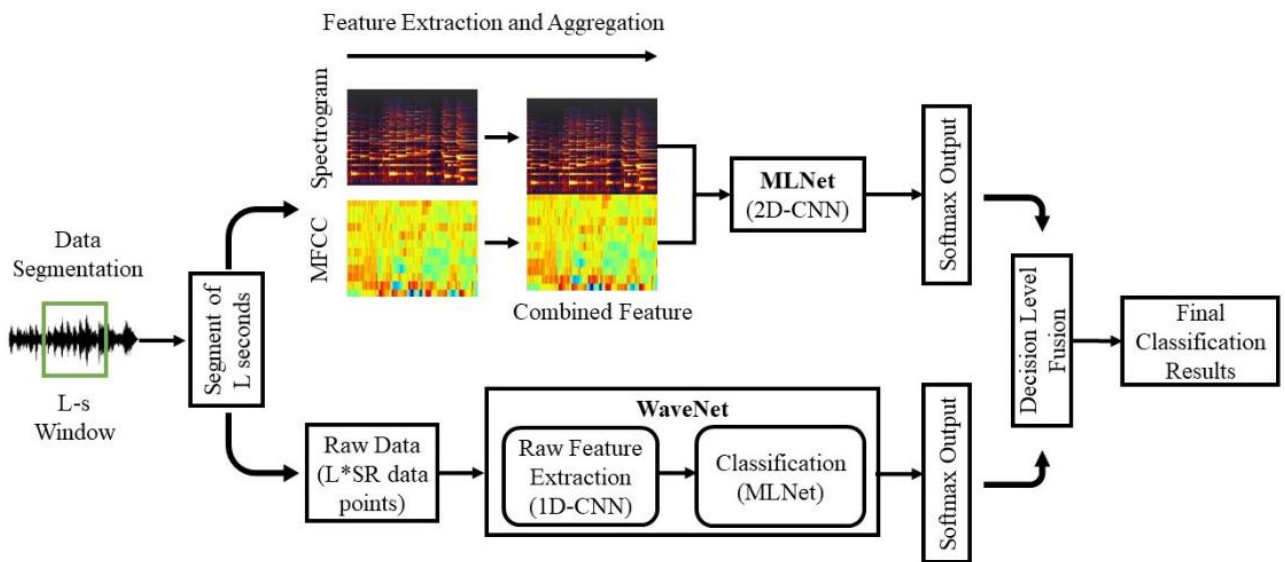 Feature Extraction and Aggregation
Spectrogram
MFCC
Combined Feature
MLNet
(2D-CNN)
Softmax Output
Data
Segmentation
L-s
Window
Segment of
L seconds
Raw Data
(L*SR data
points)
WaveNet
Raw Feature
Extraction
(1D-CNN)
Classification
(MLNet)
Softmax Output
Decision Level
Fusion
Final
Classification
Results